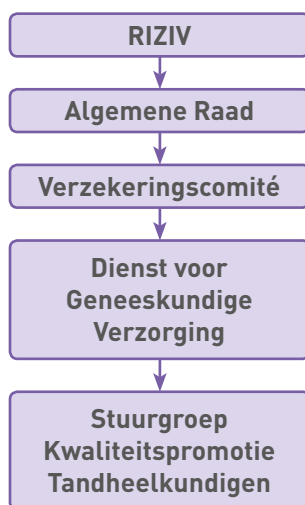 RIZIV
Algemene Raad
Verzekeringscomité
Dienst voor
Geneeskundige
Verzorging
Stuurgroep
Kwaliteitspromotie
Tandheelkundigen